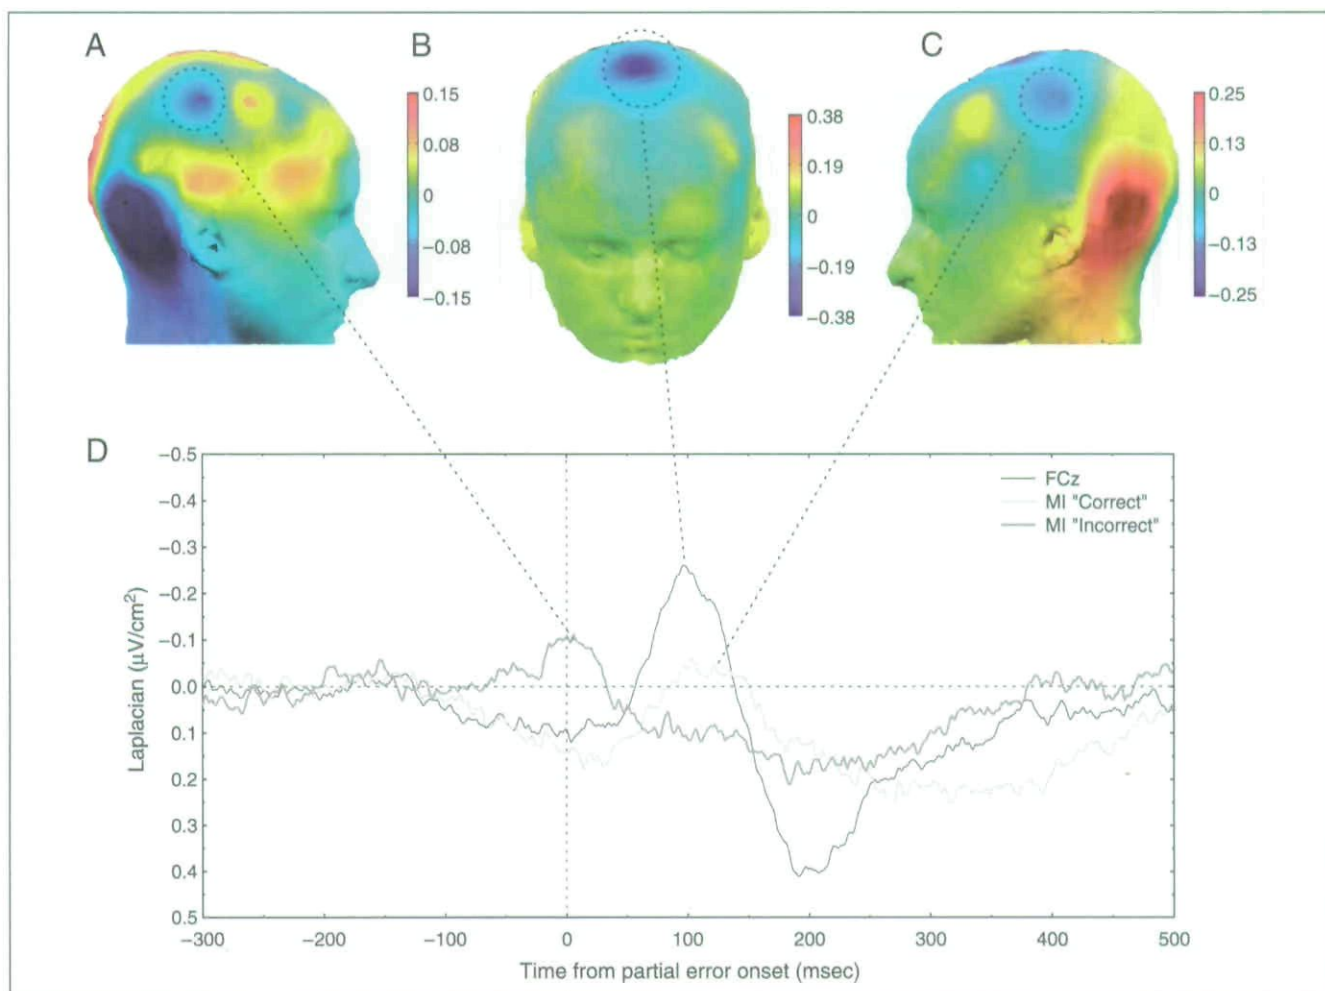 A
B
C
0.15
0.08
0
−0.08
−0.15
0.38
0.19
0
−0.19
−0.38
0.25
0.13
0
−0.13
−0.25
D
−0.5
−0.4
−0.3
−0.2
−0.1
0.0
0.1
0.2
0.3
0.4
0.5
Laplacian (μV/cm²)
FCz
MI "Correct"
MI "Incorrect"
−300 −200 −100 0 100 200 300 400 500
Time from partial error onset (msec)